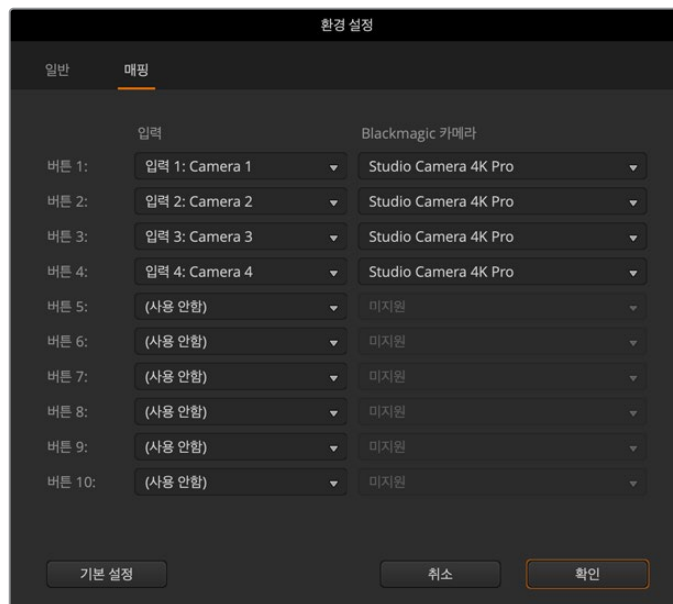 환경 설정
일반 매핑
입력 Blackmagic 카메라
버튼 1: 입력 1: Camera 1 Studio Camera 4K Pro
버튼 2: 입력 2: Camera 2 Studio Camera 4K Pro
버튼 3: 입력 3: Camera 3 Studio Camera 4K Pro
버튼 4: 입력 4: Camera 4 Studio Camera 4K Pro
버튼 5: (사용 안함) 미지원
버튼 6: (사용 안함) 미지원
버튼 7: (사용 안함) 미지원
버튼 8: (사용 안함) 미지원
버튼 9: (사용 안함) 미지원
버튼 10: (사용 안함) 미지원
기본 설정 취소 확인